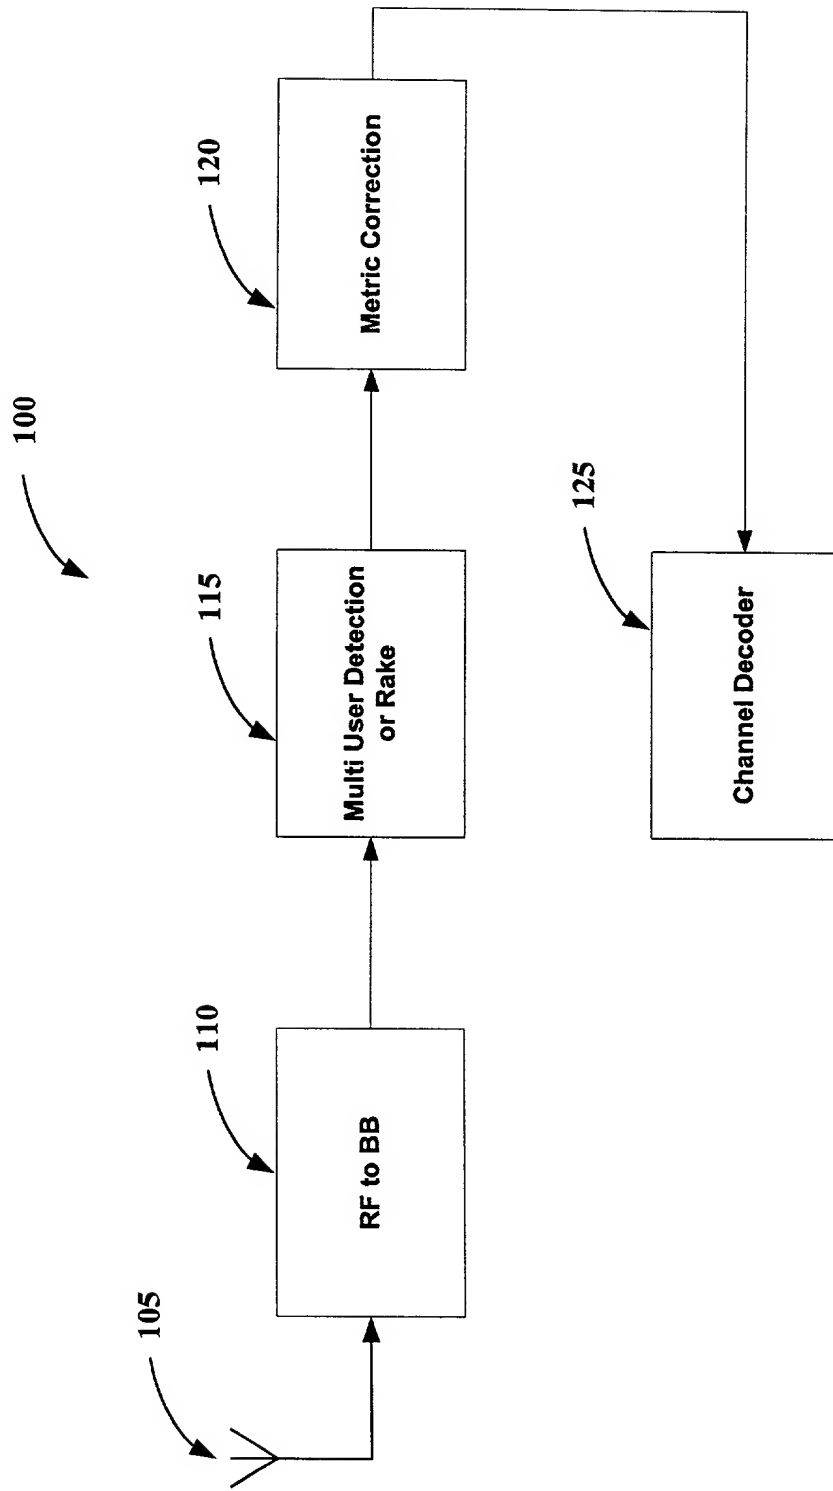 100
105
110
115
120
RF to BB
Multi User Detection
or Rake
Metric Correction
125
Channel Decoder